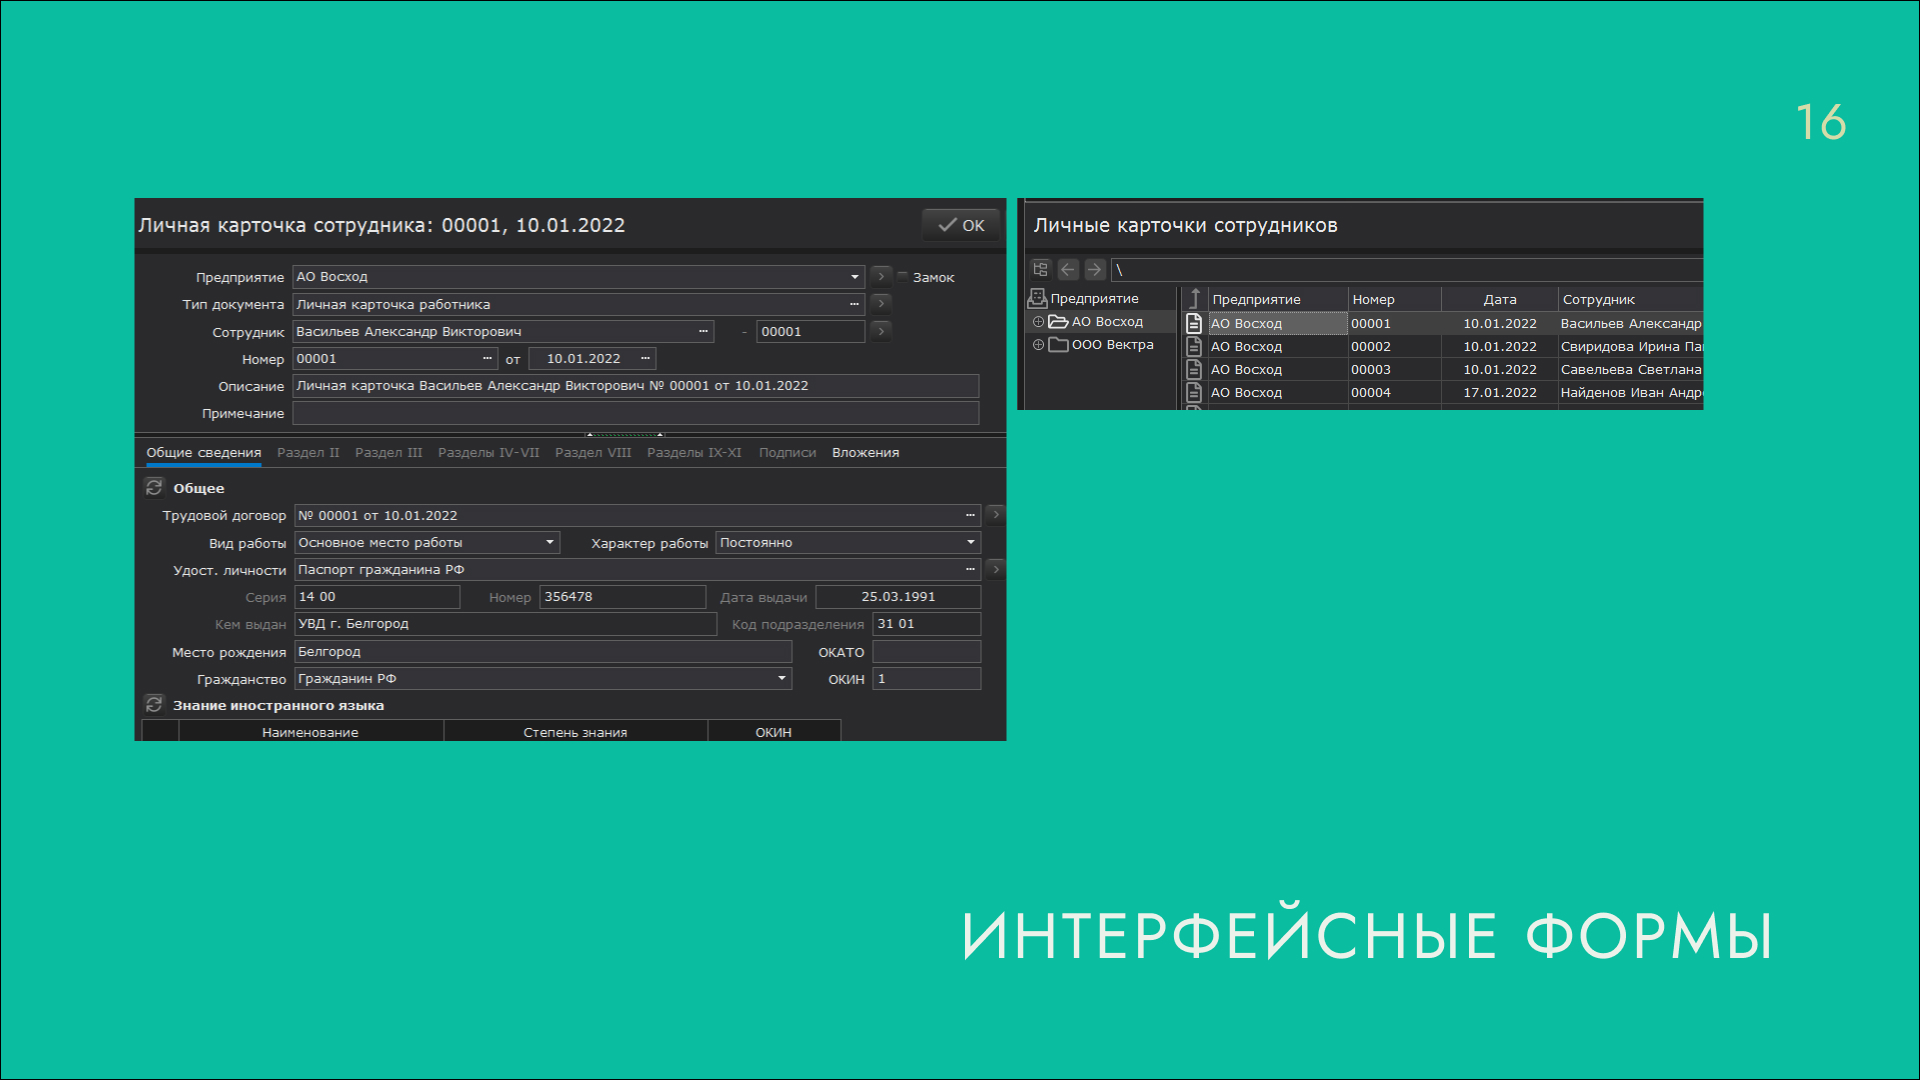 16
Личная карточка сотрудника: 00001, 10.01.2022
OK
Предприятие АО Восход Замок
Тип документа Личная карточка работника
Сотрудник Васильев Александр Викторович - 00001
Номер 00001 от 10.01.2022
Описание Личная карточка Васильев Александр Викторович № 00001 от 10.01.2022
Примечание
Общие сведения Раздел II Раздел III Разделы IV-VII Раздел VIII Разделы IX-XI Подписи Вложения
Общее
Трудовой договор № 00001 от 10.01.2022
Вид работы Основное место работы Характер работы Постоянно
Удост. личности Паспорт гражданина РФ
Серия 14 00 Номер 356478 Дата выдачи 25.03.1991
Кем выдан УВД г. Белгород Код подразделения 31 01
Место рождения Белгород ОКАТО
Гражданство Гражданин РФ ОКИН 1
Знание иностранного языка
Наименование Степень знания ОКИН
Личные карточки сотрудников
\
Предприятие
АО Восход
ООО Вектра
Предприятие Номер Дата Сотрудник
АО Восход 00001 10.01.2022 Васильев Александр
АО Восход 00002 10.01.2022 Свиридова Ирина
АО Восход 00003 10.01.2022 Савельева Светлана
АО Восход 00004 17.01.2022 Найденов Иван
ИНТЕРФЕЙСНЫЕ ФОРМЫ